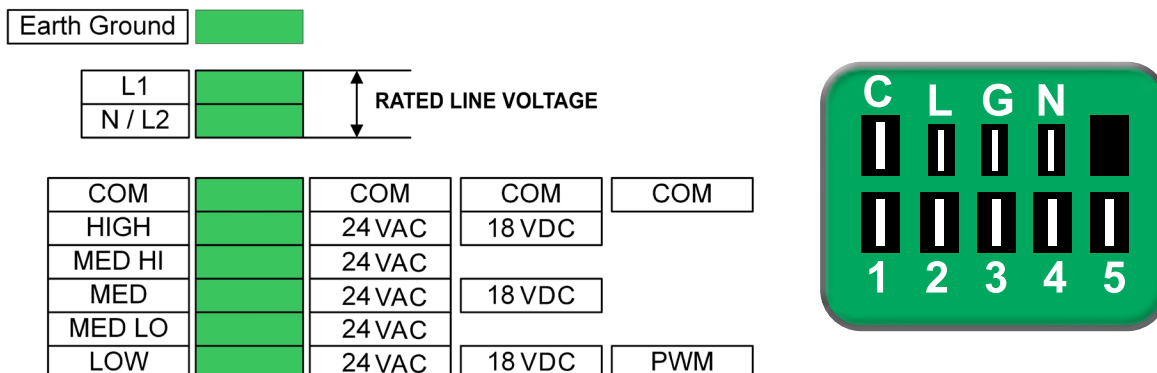 Earth Ground
L1
RATED LINE VOLTAGE
N / L2
COM COM COM COM
HIGH 24 VAC 18 VDC
MED HI 24 VAC
MED 24 VAC 18 VDC
MED LO 24 VAC
LOW 24 VAC 18 VDC PWM
C L G N
1 2 3 4 5